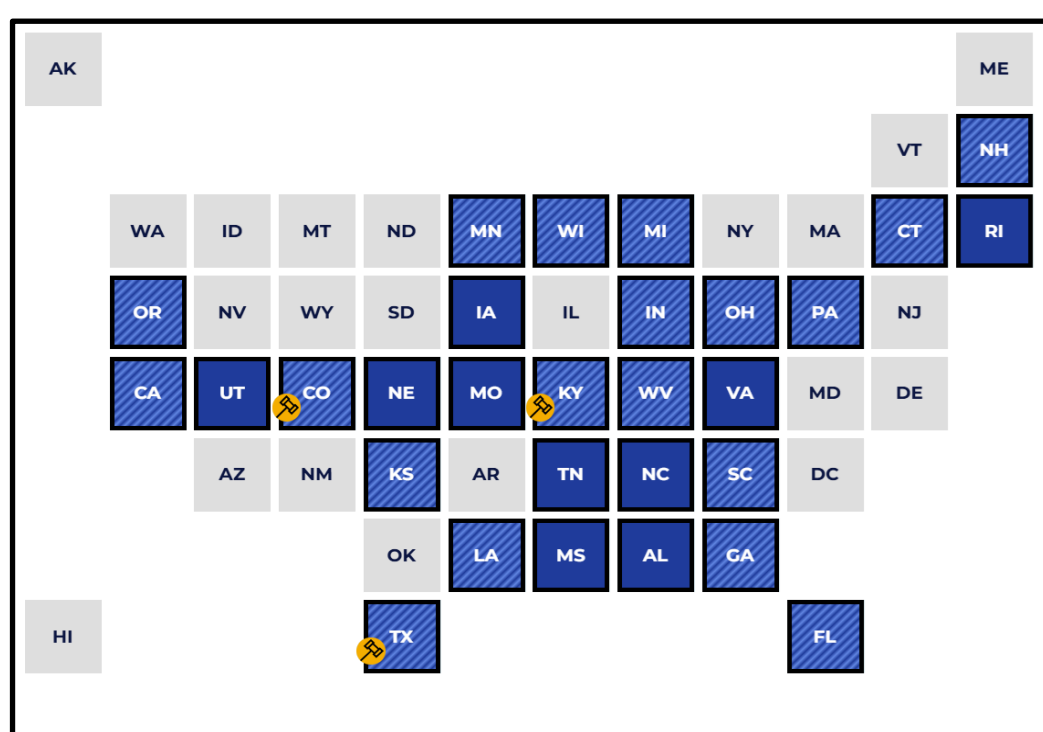 AK ME
VT NH
WA ID MT ND MN WI MI NY MA CT RI
OR NV WY SD IA IL IN OH PA NJ
CA UT CO NE MO KY WV VA MD DE
AZ NM KS AR TN NC SC DC
OK LA MS AL GA
HI TX FL